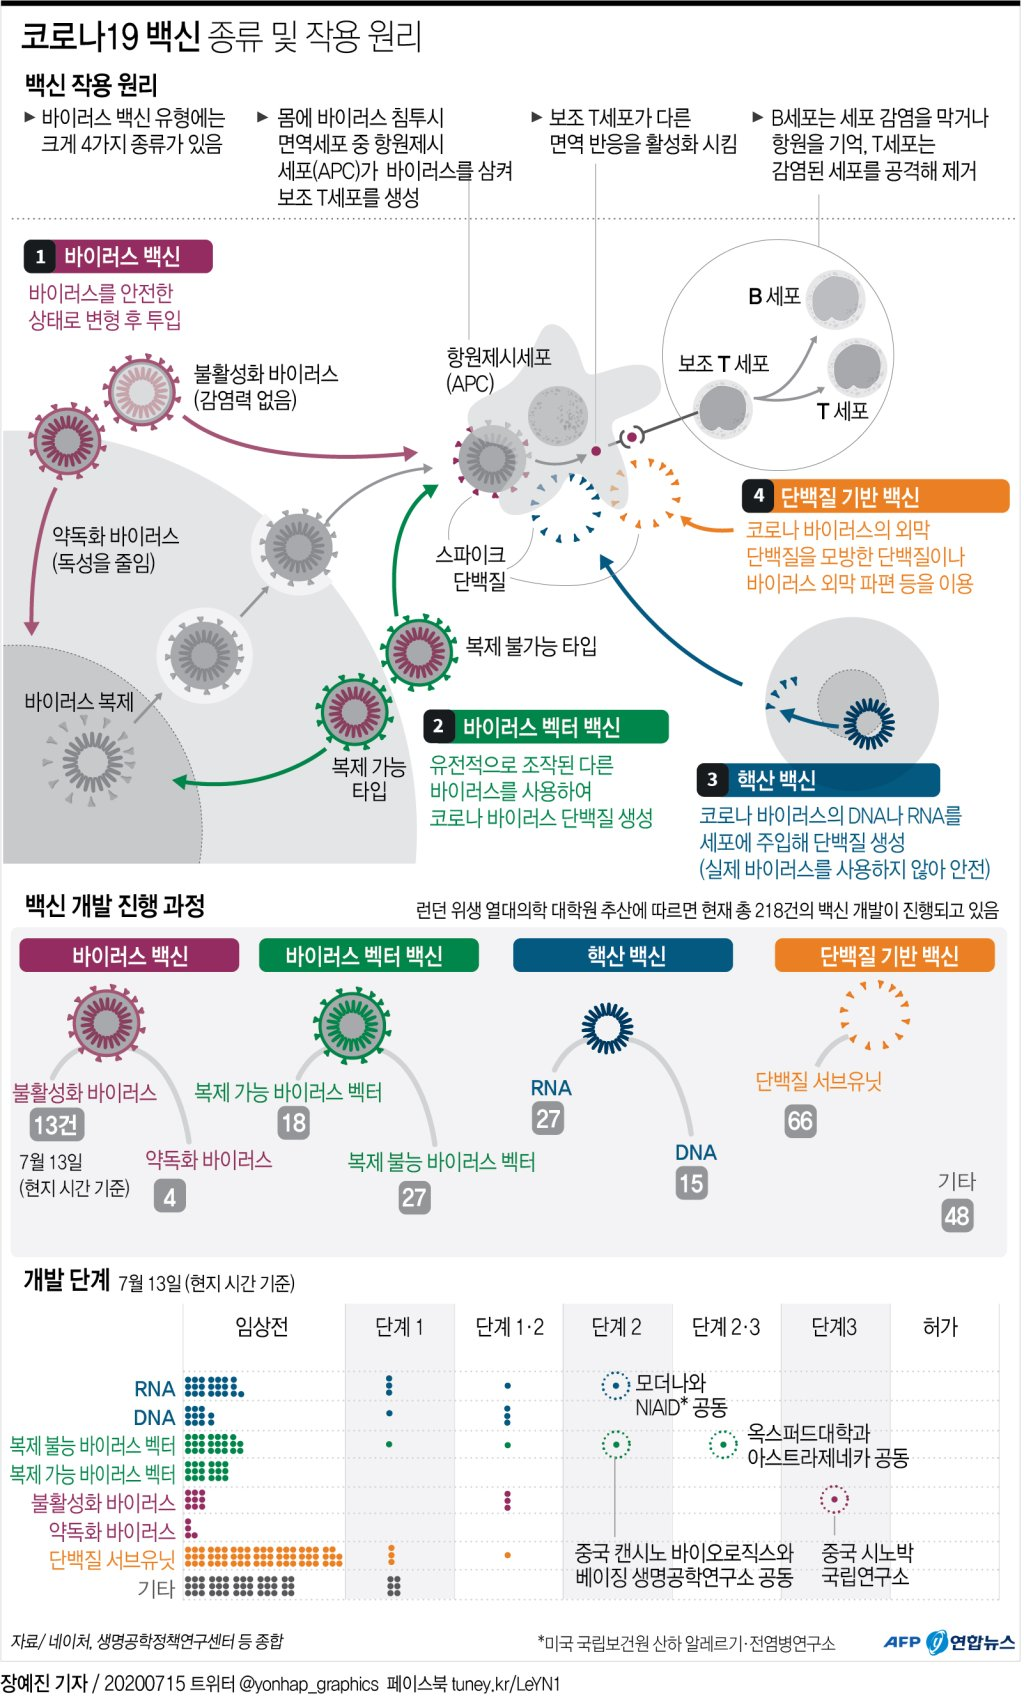 코로나19 백신 종류 및 작용 원리
백신 작용 원리
▶ 바이러스 백신 유형에는
크게 4가지 종류가 있음
▶ 몸에 바이러스 침투시
면역세포 중 항원제시
세포(APC)가 바이러스를 삼켜
보조 T세포를 생성
▶ 보조 T세포가 다른
면역 반응을 활성화 시킴
▶ B세포는 세포 감염을 막거나
항원을 기억, T세포는
감염된 세포를 공격해 제거
1 바이러스 백신
바이러스를 안전한
상태로 변형 후 투입
불활성화 바이러스
(감염력 없음)
약독화 바이러스
(독성을 줄임)
바이러스 복제
항원제시세포
(APC)
스파이크
단백질
B 세포
보조 T 세포
T 세포
4 단백질 기반 백신
코로나 바이러스의 외막
단백질을 모방한 단백질이나
바이러스 외막 파편 등을 이용
복제 불가능 타입
복제 가능
타입
2 바이러스 벡터 백신
유전적으로 조작된 다른
바이러스를 사용하여
코로나 바이러스 단백질 생성
3 핵산 백신
코로나 바이러스의 DNA나 RNA를
세포에 주입해 단백질 생성
(실제 바이러스를 사용하지 않아 안전)
백신 개발 진행 과정
런던 위생 열대의학 대학원 추산에 따르면 현재 총 218건의 백신 개발이 진행되고 있음
바이러스 백신
바이러스 벡터 백신
핵산 백신
단백질 기반 백신
불활성화 바이러스
13건
7월 13일
(현지 시간 기준)
약독화 바이러스
4
복제 가능 바이러스 벡터
18
복제 불능 바이러스 벡터
27
RNA
27
DNA
15
단백질 서브유닛
66
기타
48
개발 단계 7월 13일 (현지 시간 기준)
임상전 단계 1 단계 1·2 단계 2 단계 2·3 단계3 허가
RNA
모더나와
NIAID* 공동
DNA
복제 불능 바이러스 벡터
옥스퍼드대학과
아스트라제네카 공동
복제 가능 바이러스 벡터
불활성화 바이러스
약독화 바이러스
단백질 서브유닛
중국 캔시노 바이오로직스와
베이징 생명공학연구소 공동
중국 시노팍
국립연구소
기타
자료/ 네이처, 생명공학정책연구센터 등 종합
*미국 국립보건원 산하 알레르기·전염병연구소
AFP 연합뉴스
장예진 기자 / 20200715 트위터 @yonhap_graphics 페이스북 tuney.kr/LeYN1